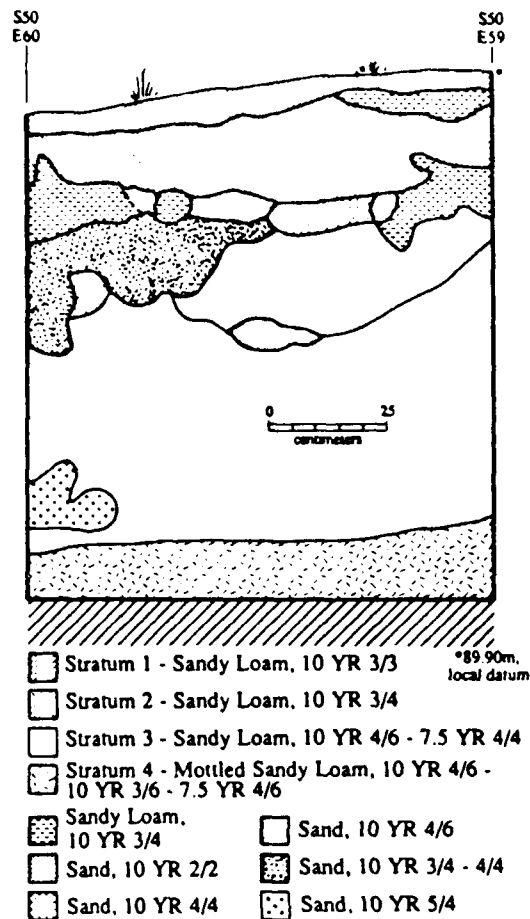 S50 S50
E60 E59
*
0 25
centimeters
*89.90m,
local datum
Stratum 1 - Sandy Loam, 10 YR 3/3
Stratum 2 - Sandy Loam, 10 YR 3/4
Stratum 3 - Sandy Loam, 10 YR 4/6 - 7.5 YR 4/4
Stratum 4 - Mottled Sandy Loam, 10 YR 4/6 -
10 YR 3/6 - 7.5 YR 4/6
Sandy Loam,
10 YR 3/4
Sand, 10 YR 2/2
Sand, 10 YR 4/4
Sand, 10 YR 4/6
Sand, 10 YR 3/4 - 4/4
Sand, 10 YR 5/4